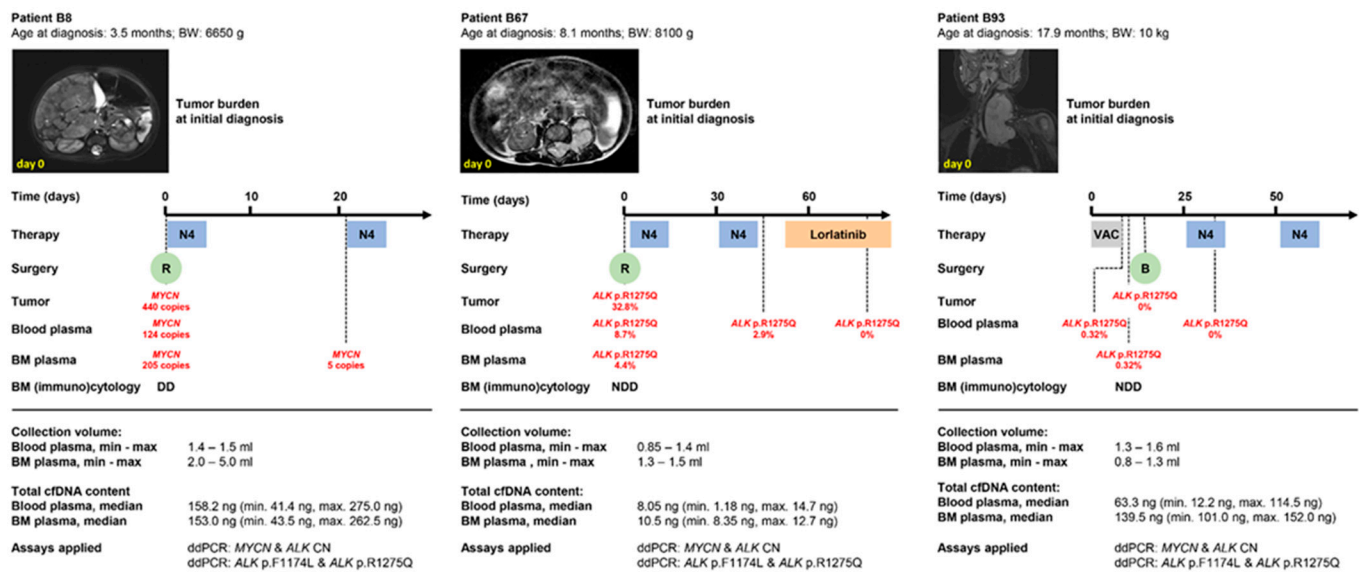 Patient B8
Age at diagnosis: 3.5 months; BW: 6650 g
day 0
Tumor burden
at initial diagnosis
Time (days)
0
10
20
Therapy
N4
N4
Surgery
R
Tumor
MYCN
440 copies
Blood plasma
MYCN
124 copies
BM plasma
MYCN
205 copies
MYCN
5 copies
BM (immuno)cytology
DD
Collection volume:
Blood plasma, min - max
1.4 – 1.5 ml
BM plasma, min - max
2.0 – 5.0 ml
Total cfDNA content
Blood plasma, median
158.2 ng (min. 41.4 ng, max. 275.0 ng)
BM plasma, median
153.0 ng (min. 43.5 ng, max. 262.5 ng)
Assays applied
ddPCR: MYCN & ALK CN
ddPCR: ALK p.F1174L & ALK p.R1275Q
Patient B67
Age at diagnosis: 8.1 months; BW: 8100 g
day 0
Tumor burden
at initial diagnosis
Time (days)
0
30
60
Therapy
N4
N4
Lorlatinib
Surgery
R
Tumor
ALK p.R1275Q
32.8%
Blood plasma
ALK p.R1275Q
8.7%
ALK p.R1275Q
2.9%
ALK p.R1275Q
0%
BM plasma
ALK p.R1275Q
4.4%
BM (immuno)cytology
NDD
Collection volume:
Blood plasma, min - max
0.85 – 1.4 ml
BM plasma , min - max
1.3 – 1.5 ml
Total cfDNA content:
Blood plasma, median
8.05 ng (min. 1.18 ng, max. 14.7 ng)
BM plasma, median
10.5 ng (min. 8.35 ng, max. 12.7 ng)
Assays applied
ddPCR: MYCN & ALK CN
ddPCR: ALK p.F1174L & ALK p.R1275Q
Patient B93
Age at diagnosis: 17.9 months; BW: 10 kg
day 0
Tumor burden
at initial diagnosis
Time (days)
0
25
50
Therapy
VAC
N4
N4
Surgery
B
Tumor
ALK p.R1275Q
0%
Blood plasma
ALK p.R1275Q
0.32%
ALK p.R1275Q
0%
BM plasma
ALK p.R1275Q
0.32%
BM (immuno)cytology
NDD
Collection volume:
Blood plasma, min - max
1.3 – 1.6 ml
BM plasma, min - max
0.8 – 1.3 ml
Total cfDNA content:
Blood plasma, median
63.3 ng (min. 12.2 ng, max. 114.5 ng)
BM plasma, median
139.5 ng (min. 101.0 ng, max. 152.0 ng)
Assays applied
ddPCR: MYCN & ALK CN
ddPCR: ALK p.F1174L & ALK p.R1275Q